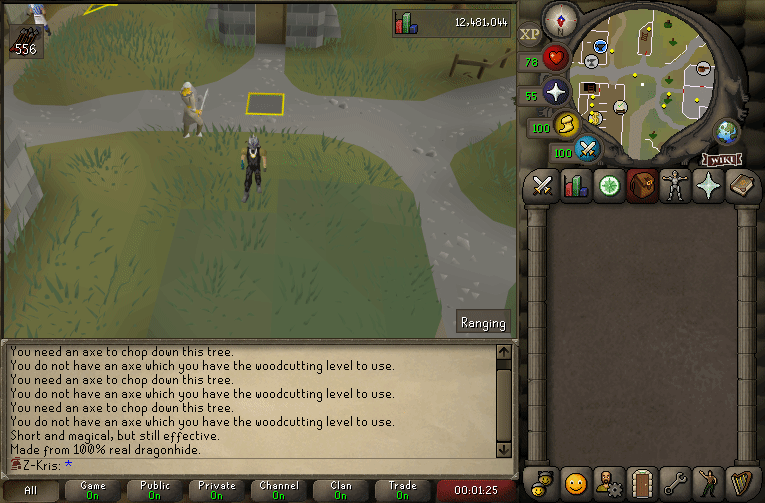 556
12,481,044
XP
78
55
100
100
WIKI
Ranging
You need an axe to chop down this tree.
You do not have an axe which you have the woodcutting level to use.
You need an axe to chop down this tree.
You do not have an axe which you have the woodcutting level to use.
You need an axe to chop down this tree.
You do not have an axe which you have the woodcutting level to use.
Short and magical, but still effective.
Made from 100% real dragonhide.
Z-Kris: *
All
Game
On
Public
On
Private
On
Channel
On
Clan
On
Trade
On
00:01:25